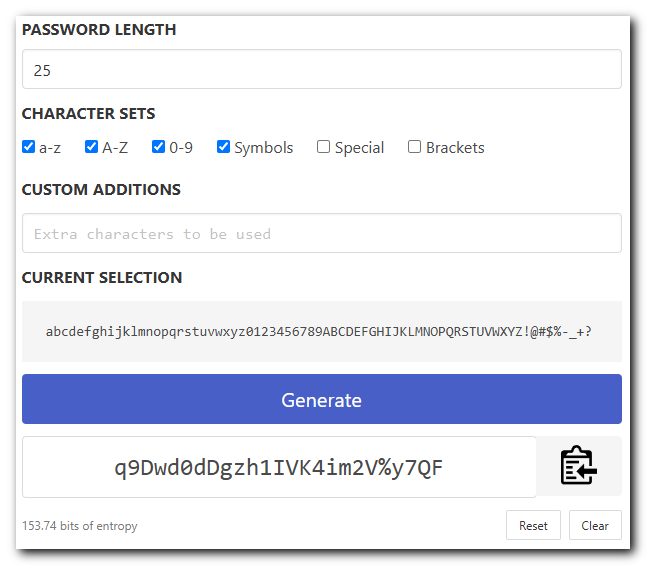 PASSWORD LENGTH
25
CHARACTER SETS
a-z A-Z 0-9 Symbols Special Brackets
CUSTOM ADDITIONS
Extra characters to be used
CURRENT SELECTION
abcdefghijklmnopqrstuvwxyz0123456789ABCDEFGHIJKLMNOPQRSTUVWXYZ!@#$%-_+?
Generate
q9Dwd0dDgzh1IVK4im2V%y7QF
153.74 bits of entropy Reset Clear